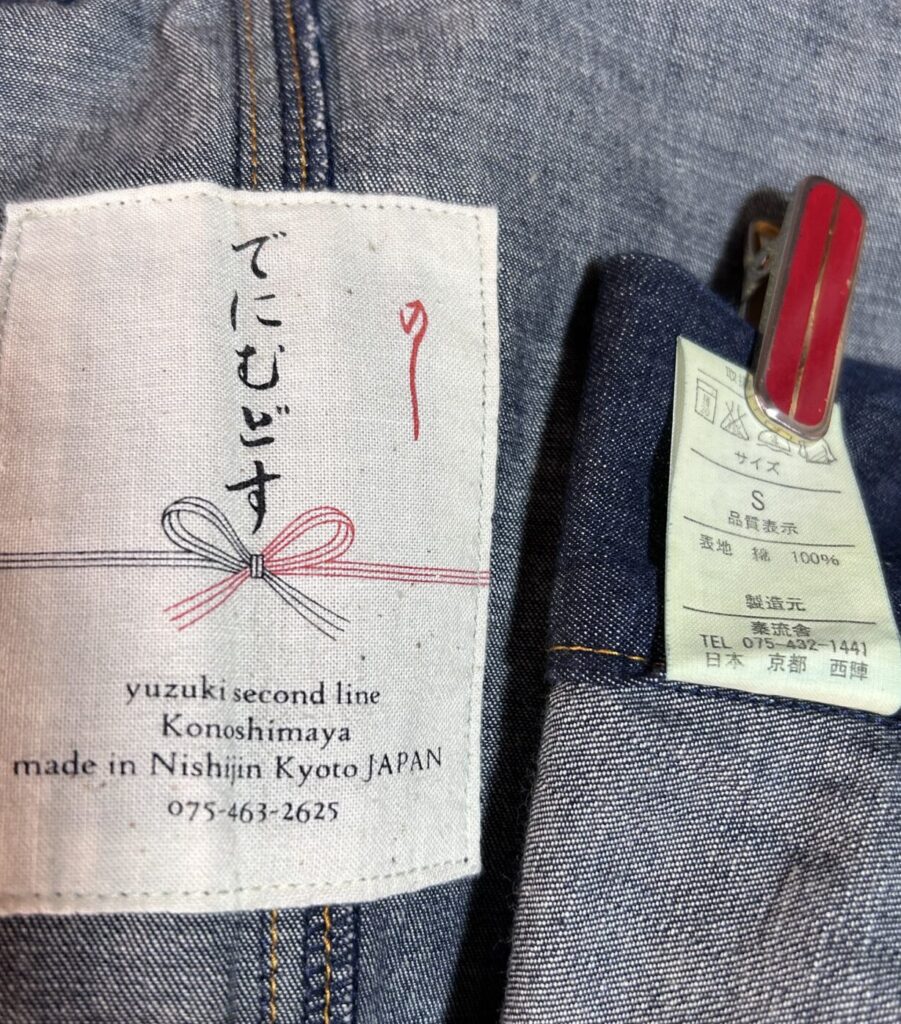 でにむどす
の
yuzuki second line
Konoshimaya
made in Nishijin Kyoto JAPAN
075-463-2625
取
サイズ
S
品質表示
表地 綿 100%
製造元
秦流舎
TEL 075-432-1441
日本 京都 西陣